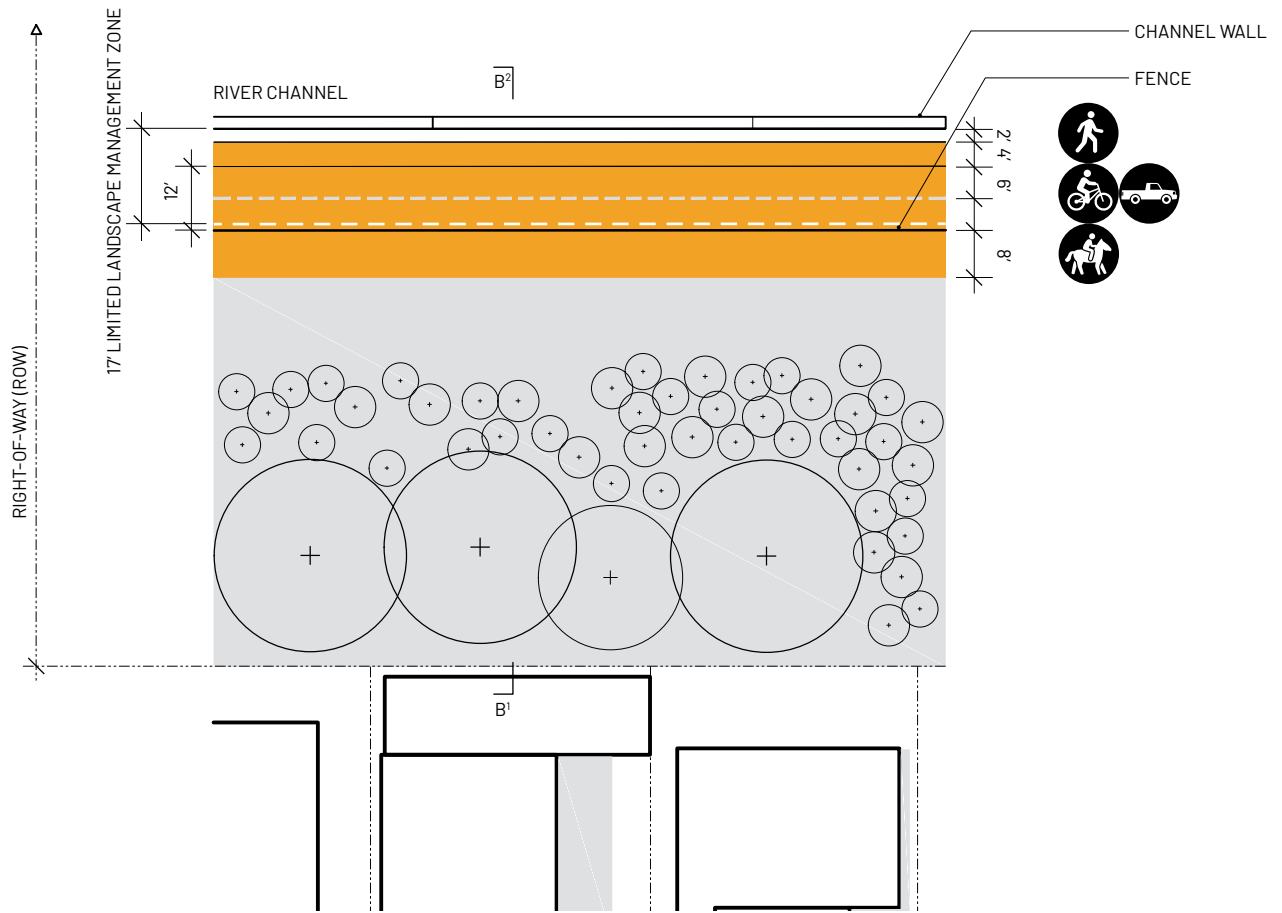 17' LIMITED LANDSCAPE MANAGEMENT ZONE
RIGHT-OF-WAY (ROW)
RIVER CHANNEL
B²
CHANNEL WALL
FENCE
12'
2'
4'
6'
8'
B¹